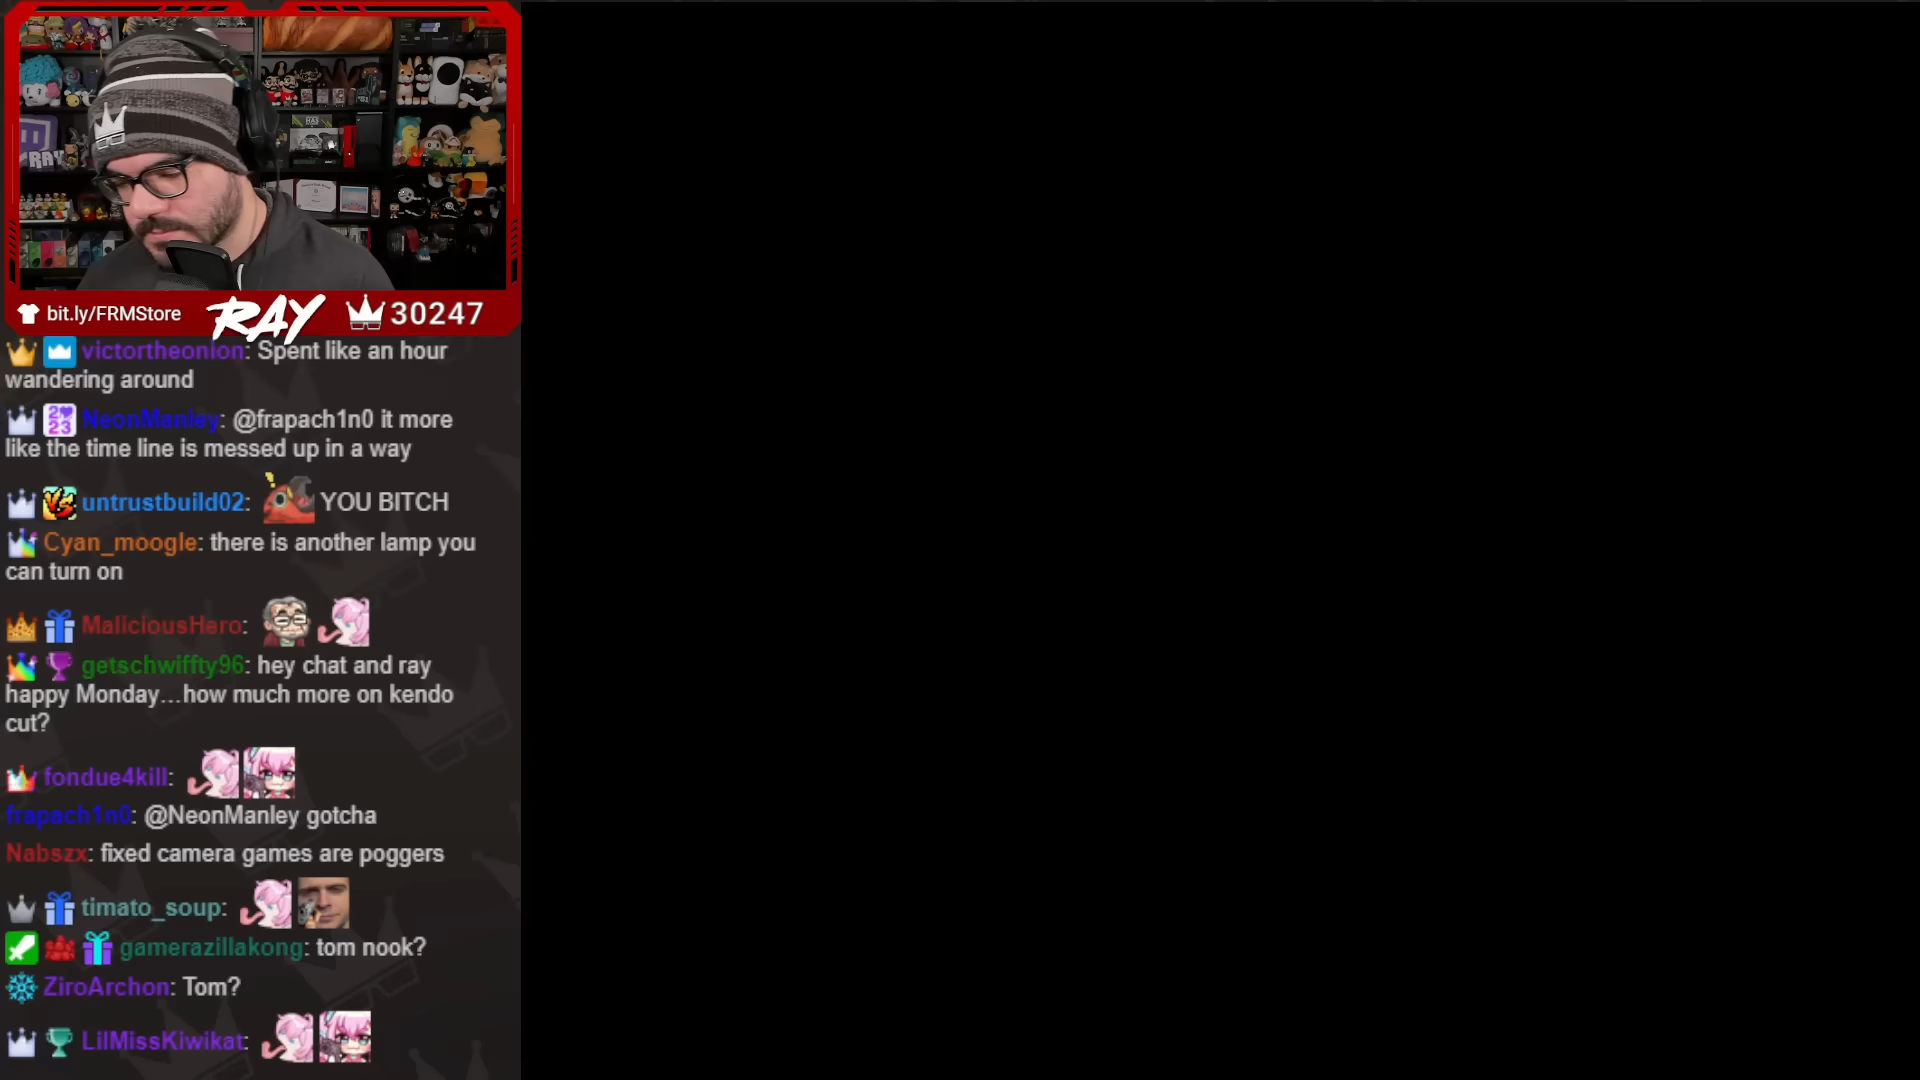 bit.ly/FRMStore RAY 30247
victortheonion: Spent like an hour
wandering around
NeonManley: @frapach1n0 it more
like the time line is messed up in a way
untrustbuild02: YOU BITCH
Cyan_moogle: there is another lamp you
can turn on
MaliciousHero:
getschwiffty96: hey chat and ray
happy Monday...how much more on kendo
cut?
fondue4kill:
frapach1n0: @NeonManley gotcha
Nabszx: fixed camera games are poggers
timato_soup:
gamerazillakong: tom nook?
ZiroArchon: Tom?
LilMissKiwikat: